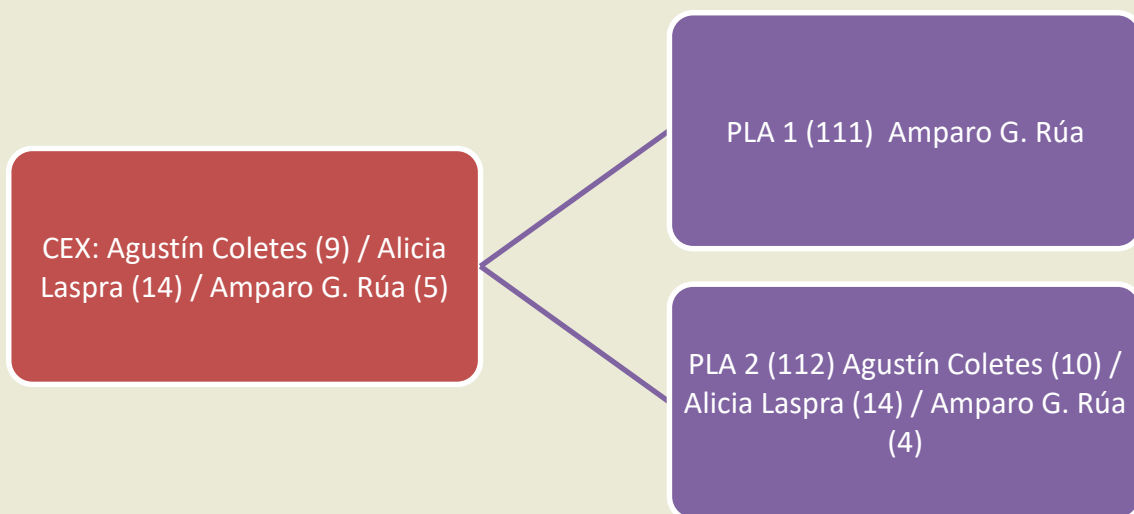 CEX: Agustín Coletes (9) / Alicia
Laspra (14) / Amparo G. Rúa (5)
PLA 1 (111)  Amparo G. Rúa
PLA 2 (112) Agustín Coletes (10) /
Alicia Laspra (14) / Amparo G. Rúa
(4)